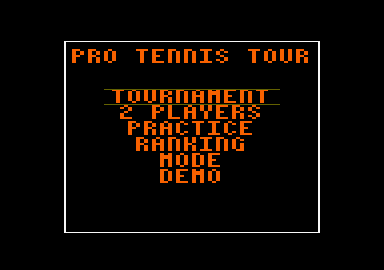 PRO TENNIS TOUR
TOURNAMENT
2 PLAYERS
PRACTICE
RANKING
MODE
DEMO